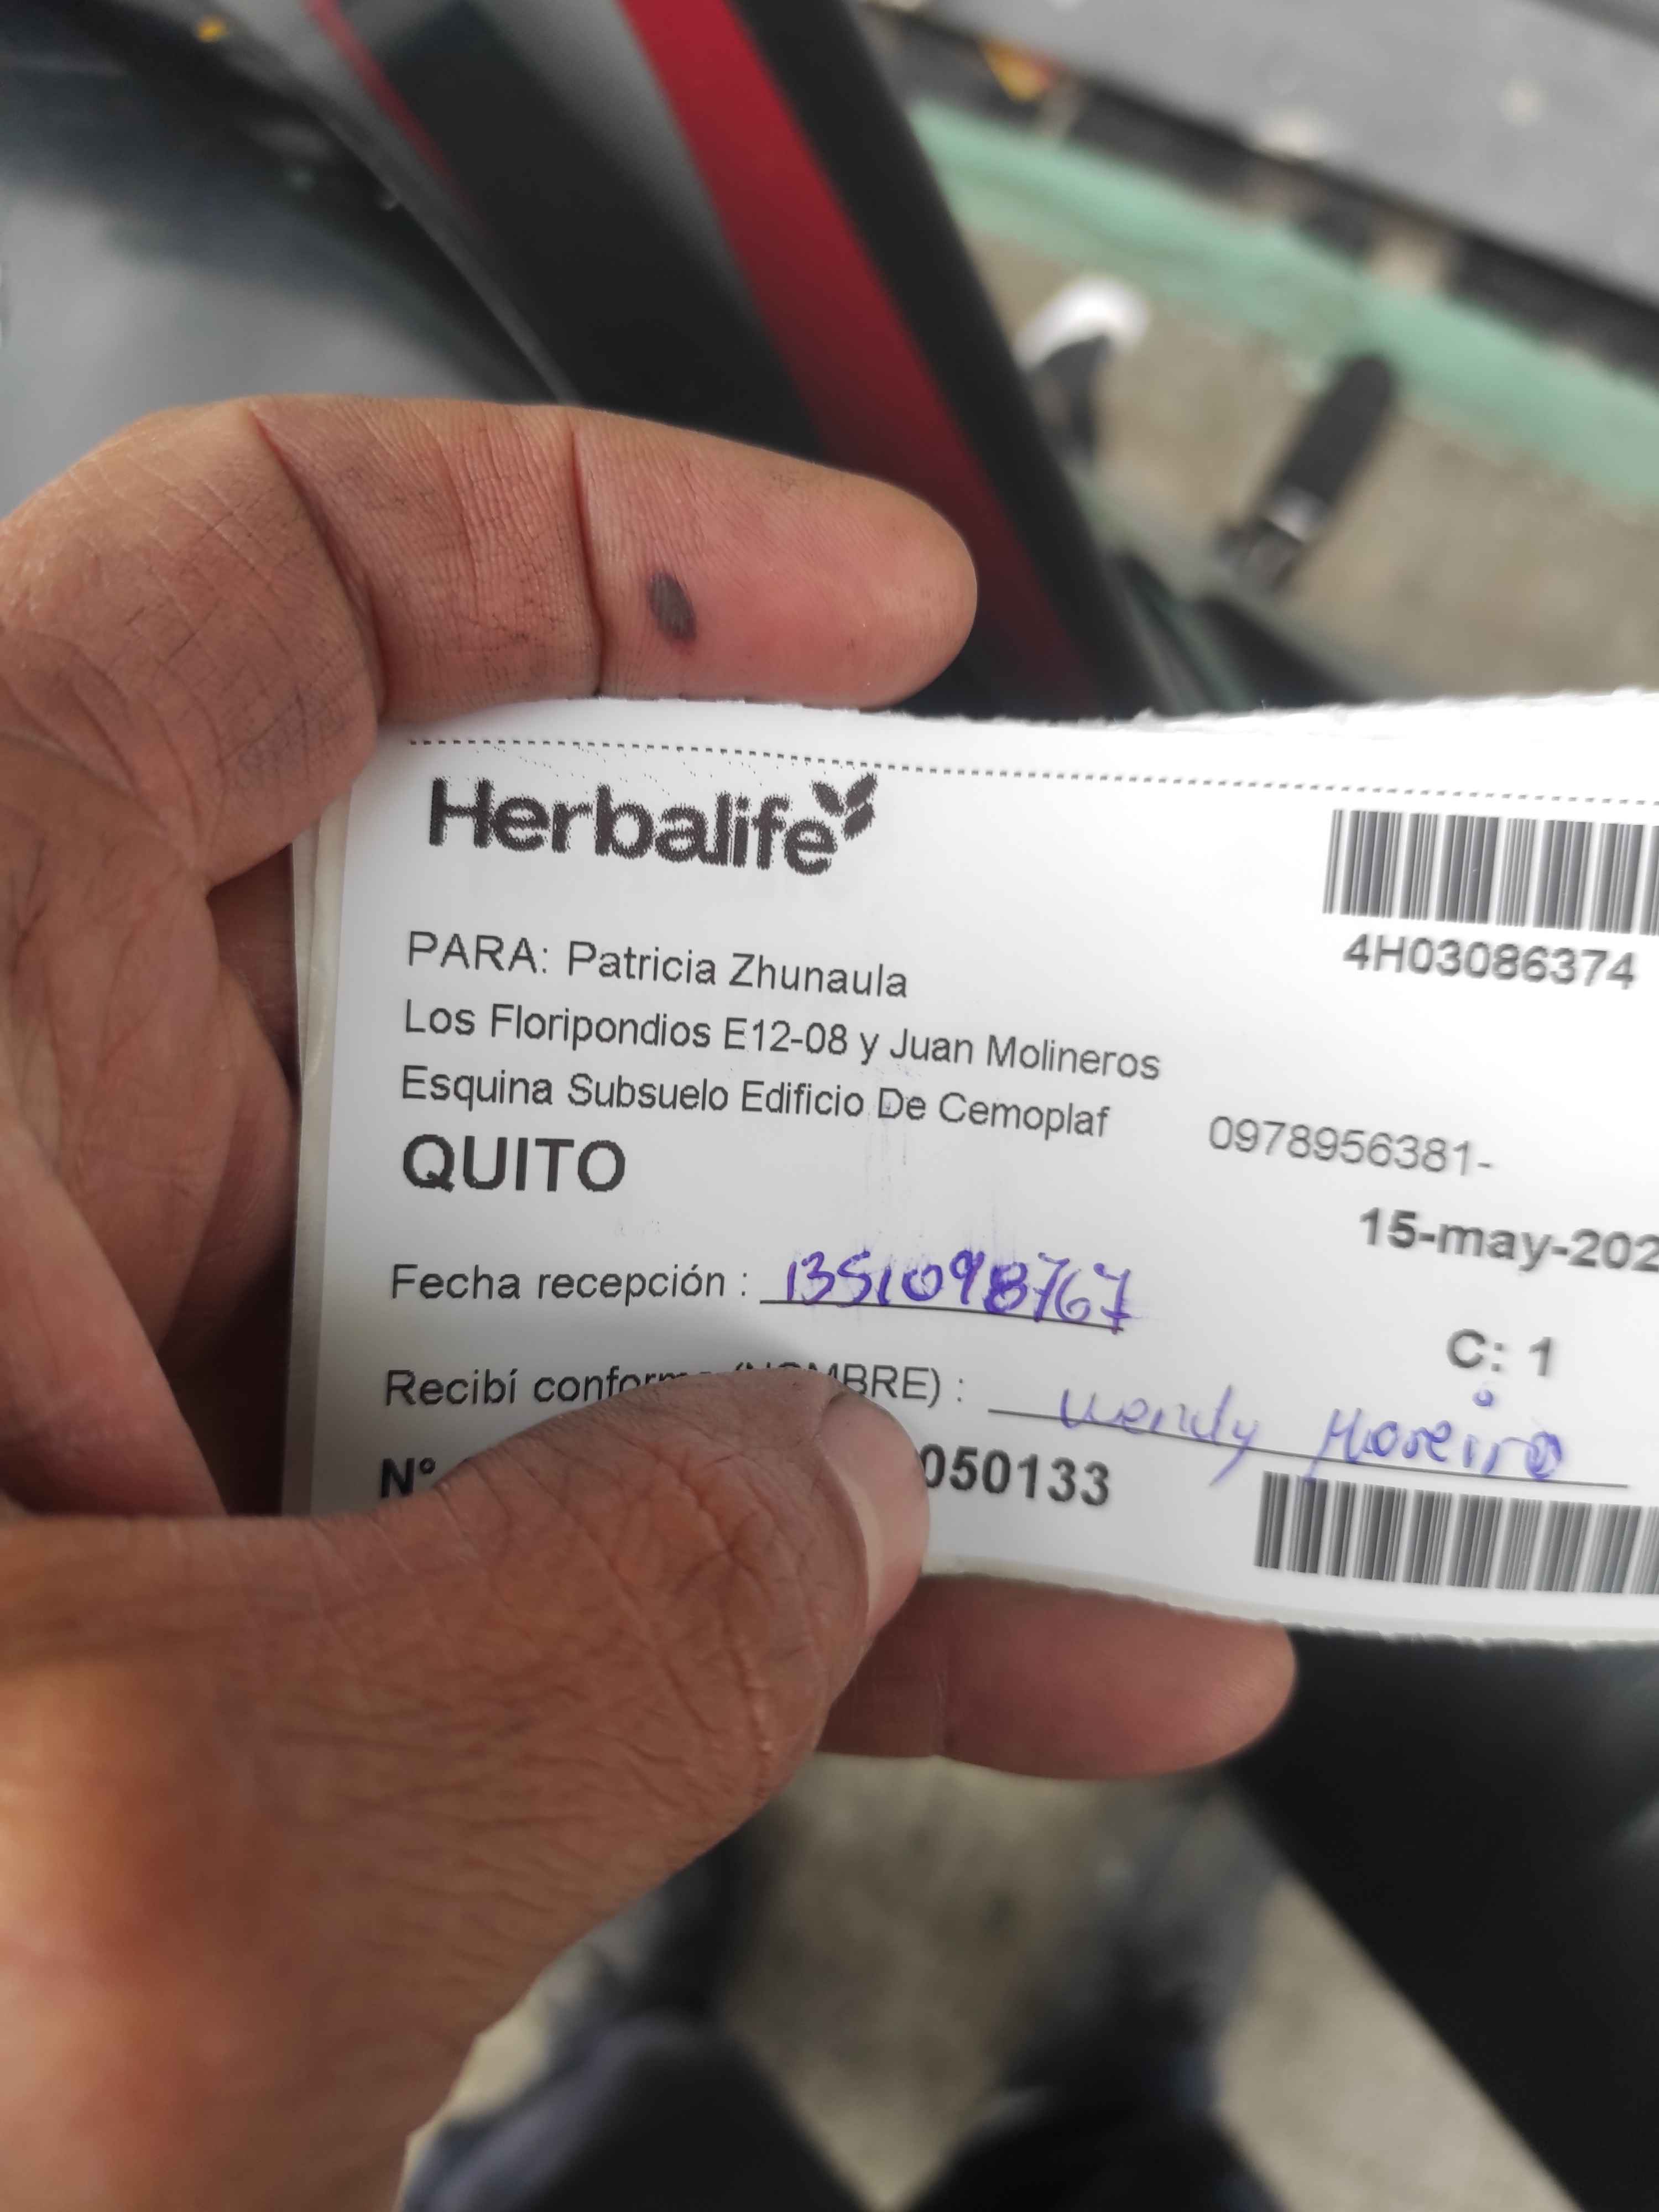 Herbalife
4H03086374
PARA: Patricia Zhunaula
Los Floripondios E12-08 y Juan Molineros
Esquina Subsuelo Edificio De Cemoplaf
0978956381-
QUITO
15-may-202
Fecha recepción : 1351098767
C: 1
Recibí BRE) : Wendy Moreira
Nº 050133